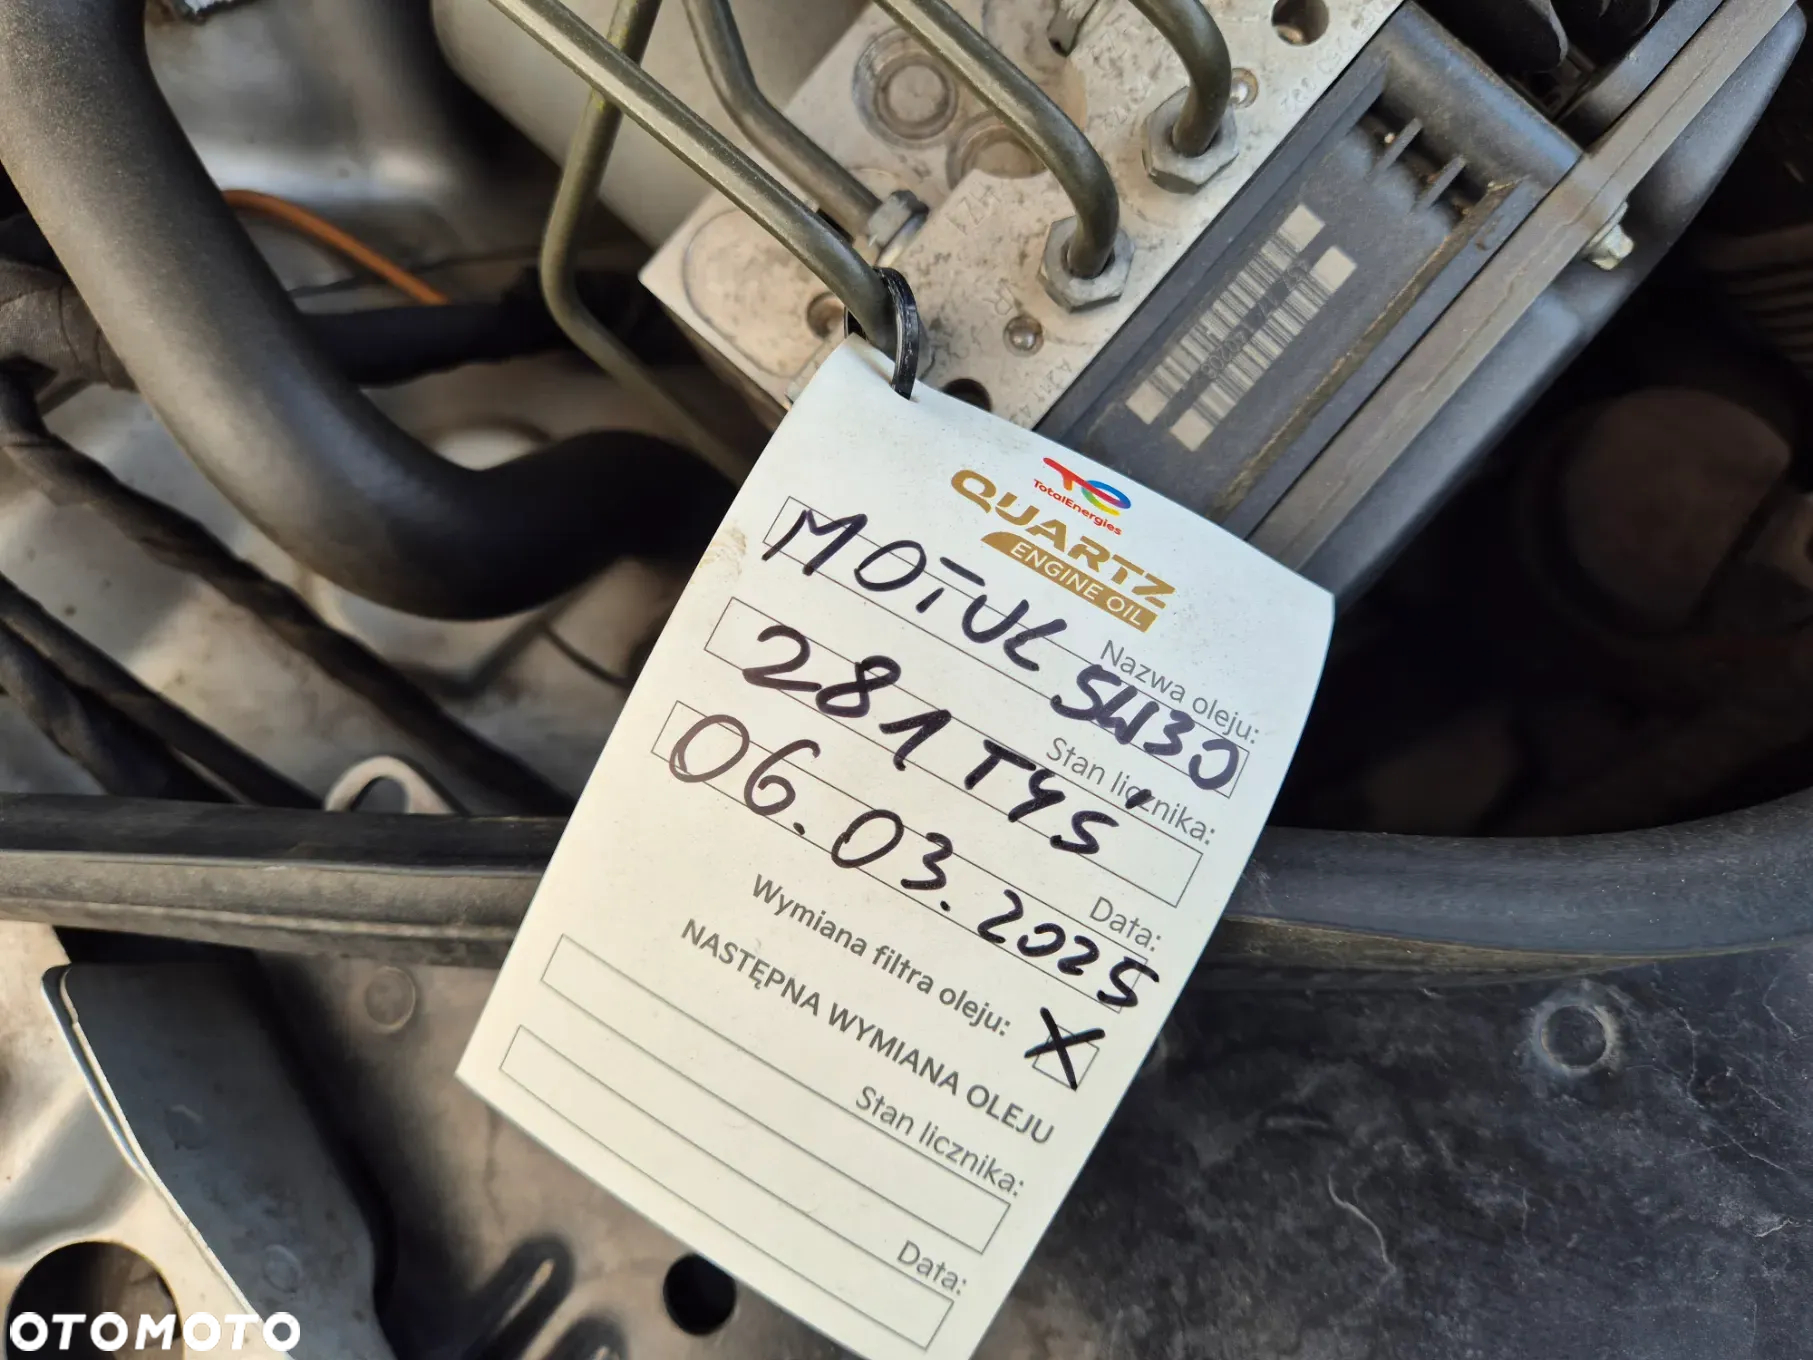 TotalEnergies
QUARTZ
ENGINE OIL
Nazwa oleju:
MOTUL 5W30
Stan licznika:
281 TYŚ
Data:
06.03.2025
Wymiana filtra oleju: X
NASTĘPNA WYMIANA OLEJU
Stan licznika:
Data:
OTOMOTO